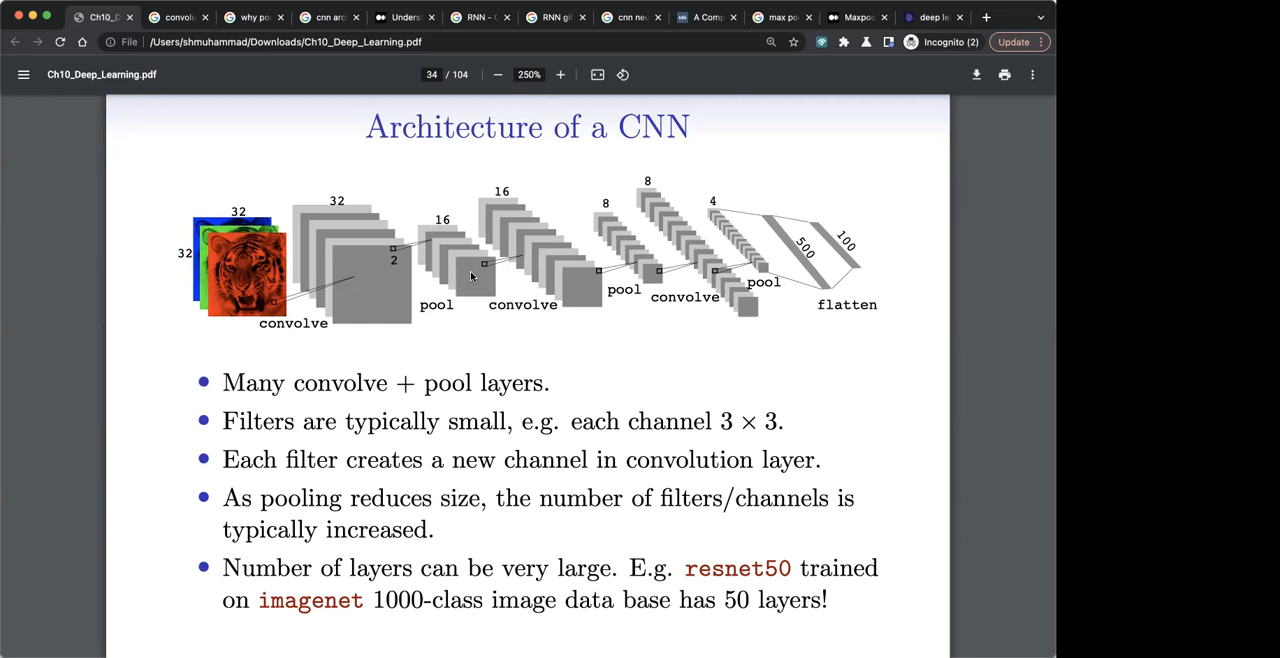 Ch10_D
convolu
why po
cnn arc
Unders
RNN - G
RNN gif
cnn neu
A Comp
max poo
Maxpoo
deep le
File
/Users/shmuhammad/Downloads/Ch10_Deep_Learning.pdf
Incognito (2)
Update
Ch10_Deep_Learning.pdf
34 / 104
250%
Architecture of a CNN
32
32
32
convolve
2
16
pool
16
convolve
8
pool
8
convolve
4
pool
500
100
flatten
• Many convolve + pool layers.
• Filters are typically small, e.g. each channel 3 × 3.
• Each filter creates a new channel in convolution layer.
• As pooling reduces size, the number of filters/channels is
typically increased.
• Number of layers can be very large. E.g. resnet50 trained
on imagenet 1000-class image data base has 50 layers!